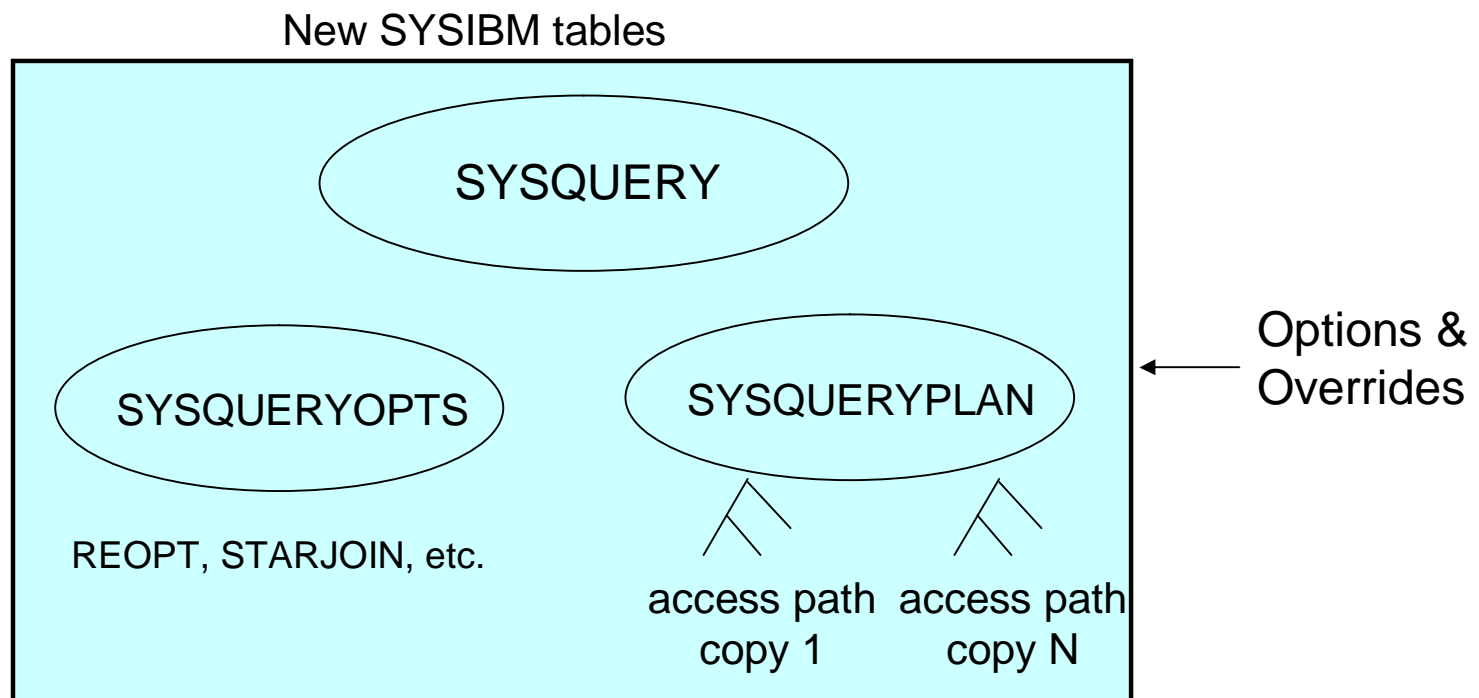 New SYSIBM tables
SYSQUERY
SYSQUERYOPTS
SYSQUERYPLAN
Options &
Overrides
REOPT, STARJOIN, etc.
access path
copy 1
access path
copy N